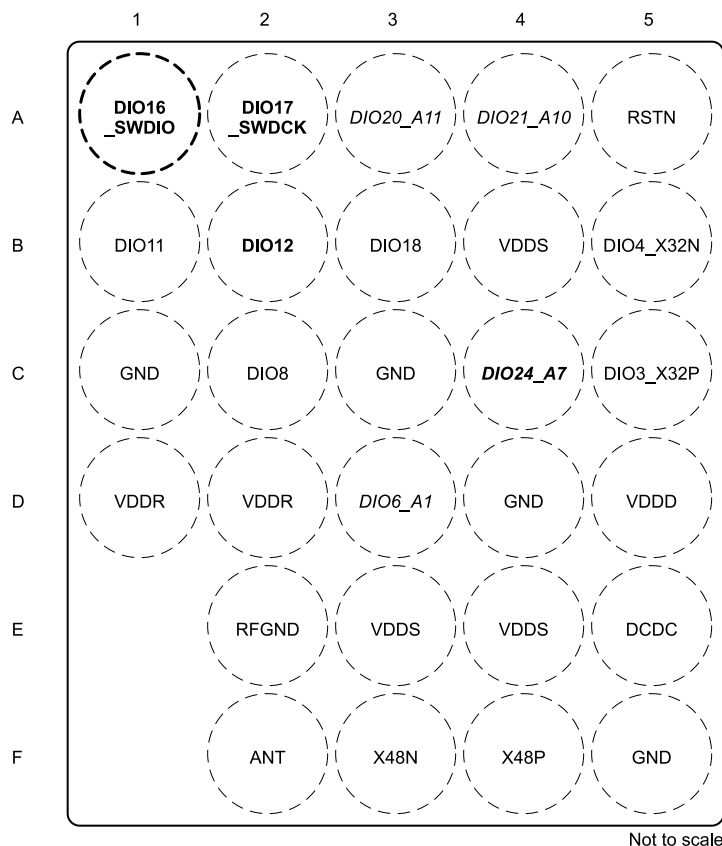 1 2 3 4 5
A
DIO16
_SWDIO
DIO17
_SWDCK
DIO20_A11
DIO21_A10
RSTN
B
DIO11
DIO12
DIO18
VDDS
DIO4_X32N
C
GND
DIO8
GND
DIO24_A7
DIO3_X32P
D
VDDR
VDDR
DIO6_A1
GND
VDDD
E
RFGND
VDDS
VDDS
DCDC
F
ANT
X48N
X48P
GND
Not to scale